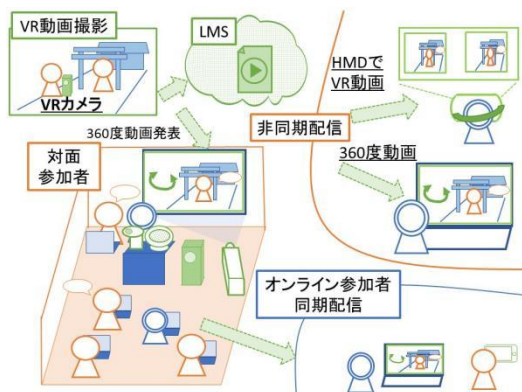 VR動画撮影
VRカメラ
LMS
360度動画発表
対面
参加者
非同期配信
HMDで
VR動画
360度動画
オンライン参加者
同期配信